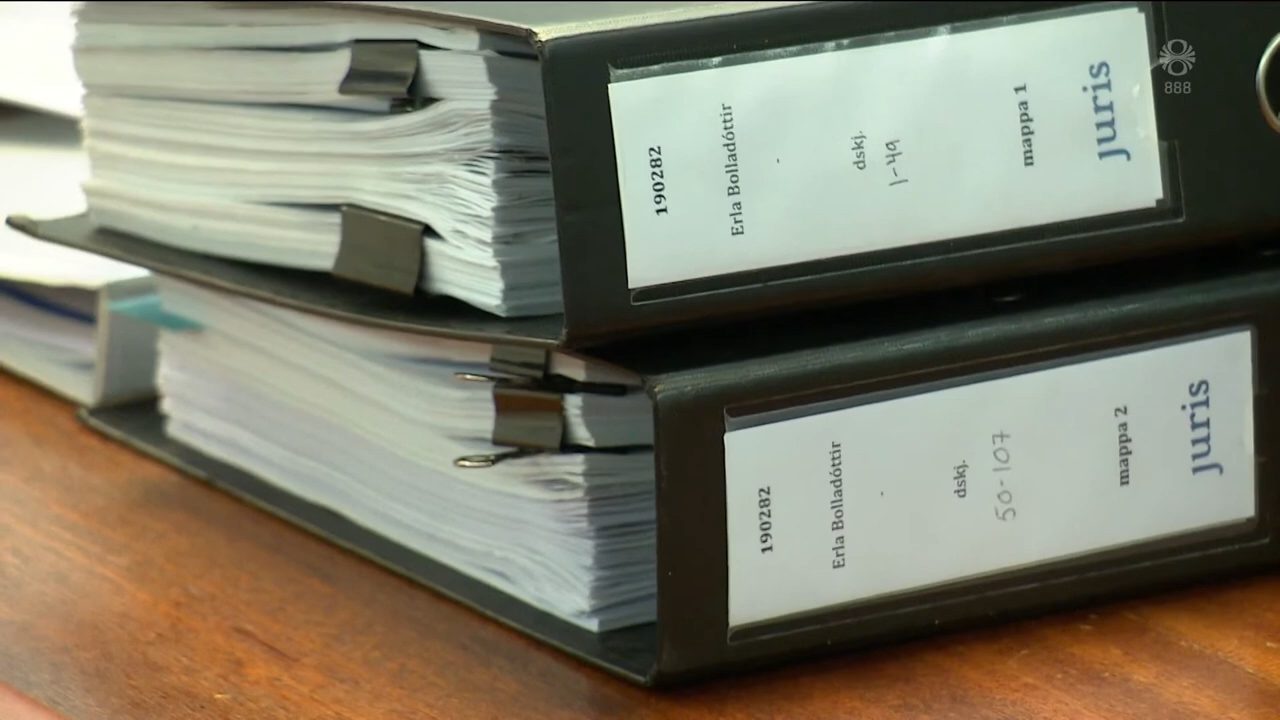 190282
Erla Bolladóttir
-
dskj.
1-49
mappa 1
juris
190282
Erla Bolladóttir
-
dskj.
50-107
mappa 2
juris
888